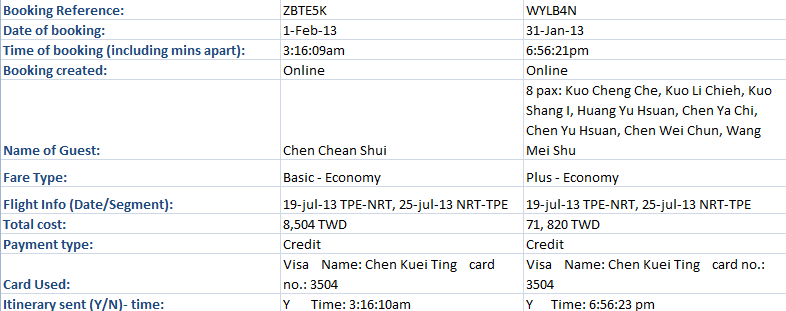 Booking Reference: ZBTE5K WYLB4N
Date of booking: 1-Feb-13 31-Jan-13
Time of booking (including mins apart): 3:16:09am 6:56:21pm
Booking created: Online Online
8 pax: Kuo Cheng Che, Kuo Li Chieh, Kuo
Shang I, Huang Yu Hsuan, Chen Ya Chi,
Chen Yu Hsuan, Chen Wei Chun, Wang
Name of Guest: Chen Chean Shui Mei Shu
Fare Type: Basic - Economy Plus - Economy
Flight Info (Date/Segment): 19-jul-13 TPE-NRT, 25-jul-13 NRT-TPE 19-jul-13 TPE-NRT, 25-jul-13 NRT-TPE
Total cost: 8,504 TWD 71, 820 TWD
Payment type: Credit Credit
Visa Name: Chen Kuei Ting card Visa Name: Chen Kuei Ting card no.:
Card Used: no.: 3504 3504
Itinerary sent (Y/N)- time: Y Time: 3:16:10am Y Time: 6:56:23 pm